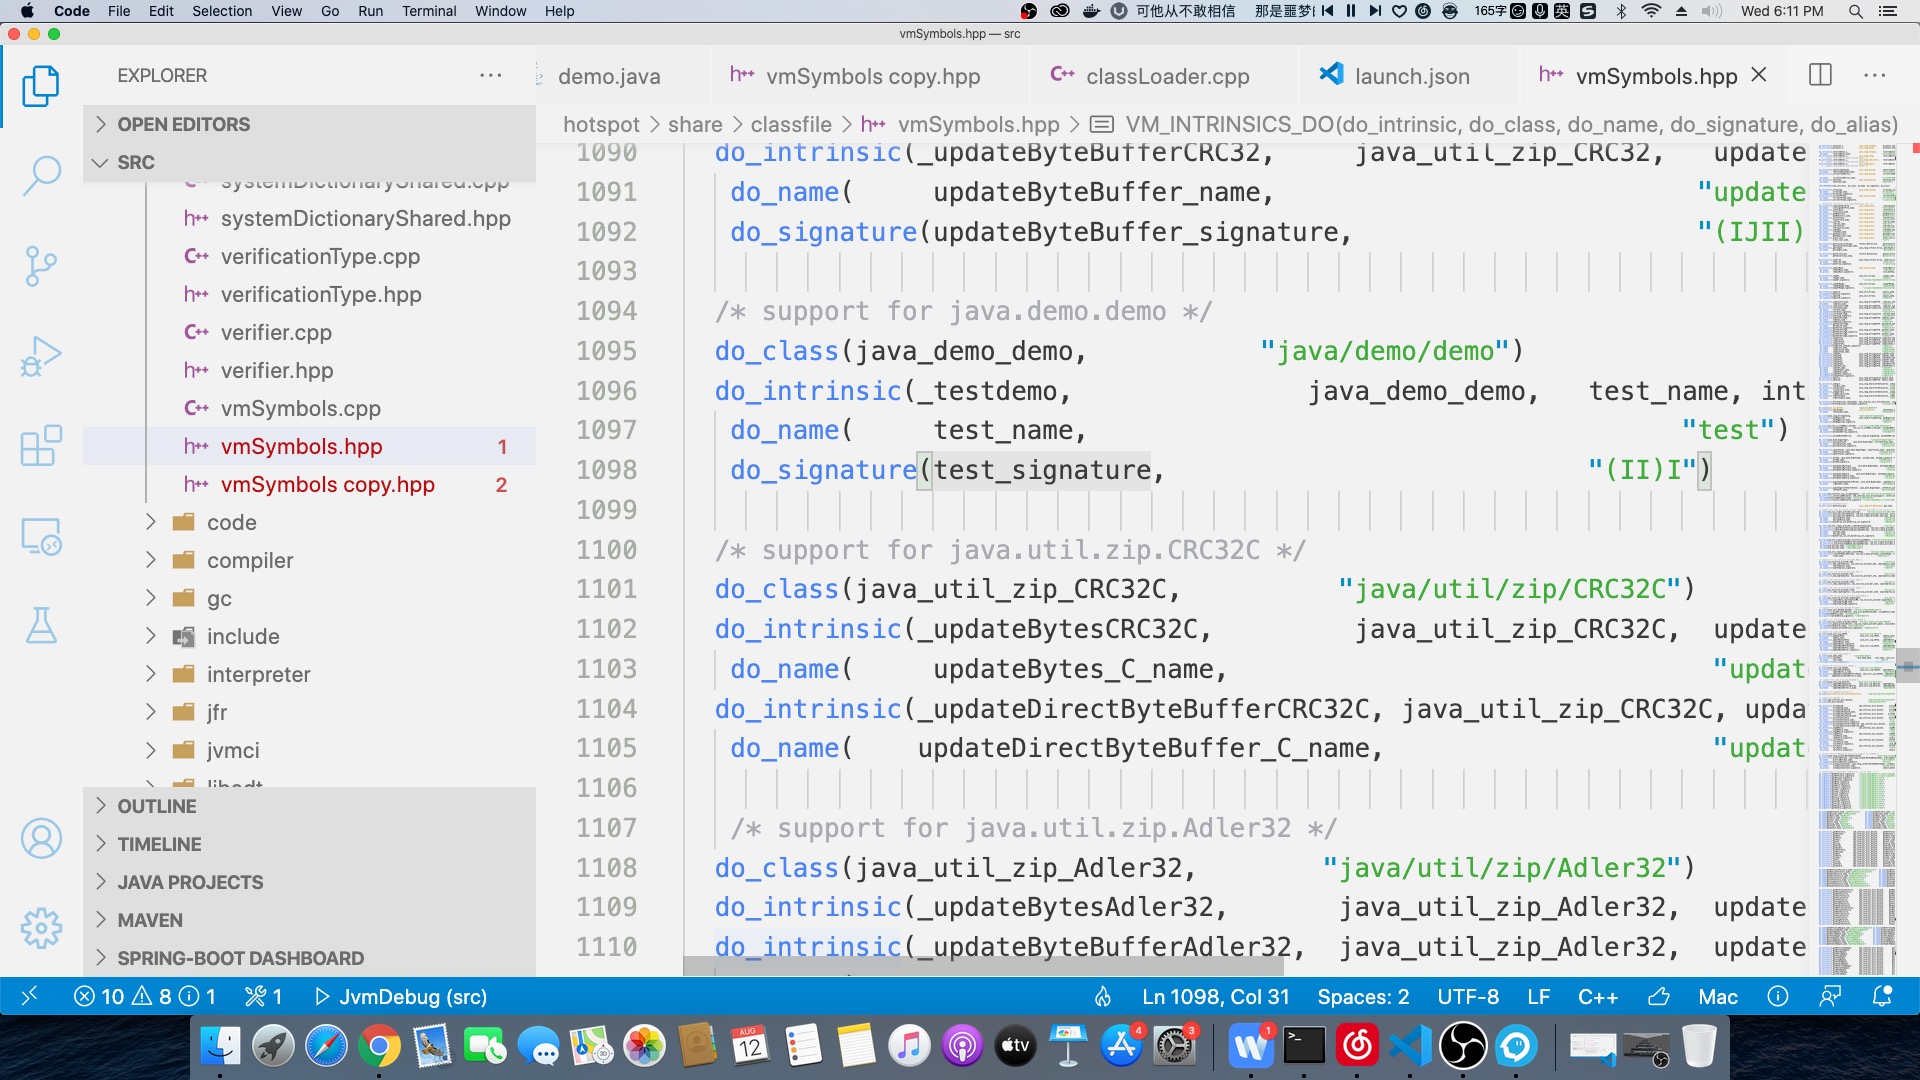 Code File Edit Selection View Go Run Terminal Window Help 可他从不敢相信 那是噩梦 165字 英 Wed 6:11 PM
vmSymbols.hpp — src
EXPLORER
demo.java vmSymbols copy.hpp classLoader.cpp launch.json vmSymbols.hpp
OPEN EDITORS
hotspot > share > classfile > vmSymbols.hpp > VM_INTRINSICS_DO(do_intrinsic, do_class, do_name, do_signature, do_alias)
SRC
systemDictionaryShared.cpp
systemDictionaryShared.hpp
verificationType.cpp
verificationType.hpp
verifier.cpp
verifier.hpp
vmSymbols.cpp
vmSymbols.hpp 1
vmSymbols copy.hpp 2
code
compiler
gc
include
interpreter
jfr
jvmci
libadt
OUTLINE
TIMELINE
JAVA PROJECTS
MAVEN
SPRING-BOOT DASHBOARD
1090 do_intrinsic(_updateByteBufferCRC32, java_util_zip_CRC32, update
1091 do_name( updateByteBuffer_name, "update
1092 do_signature(updateByteBuffer_signature, "(IJII)
1093
1094 /* support for java.demo.demo */
1095 do_class(java_demo_demo, "java/demo/demo")
1096 do_intrinsic(_testdemo, java_demo_demo, test_name, int
1097 do_name( test_name, "test")
1098 do_signature(test_signature, "(II)I")
1099
1100 /* support for java.util.zip.CRC32C */
1101 do_class(java_util_zip_CRC32C, "java/util/zip/CRC32C")
1102 do_intrinsic(_updateBytesCRC32C, java_util_zip_CRC32C, update
1103 do_name( updateBytes_C_name, "updat
1104 do_intrinsic(_updateDirectByteBufferCRC32C, java_util_zip_CRC32C, upda
1105 do_name( updateDirectByteBuffer_C_name, "updat
1106
1107 /* support for java.util.zip.Adler32 */
1108 do_class(java_util_zip_Adler32, "java/util/zip/Adler32")
1109 do_intrinsic(_updateBytesAdler32, java_util_zip_Adler32, update
1110 do_intrinsic(_updateByteBufferAdler32, java_util_zip_Adler32, update
10 8 1 1 JvmDebug (src) Ln 1098, Col 31 Spaces: 2 UTF-8 LF C++ Mac
AUG 12 tv 4 3 1